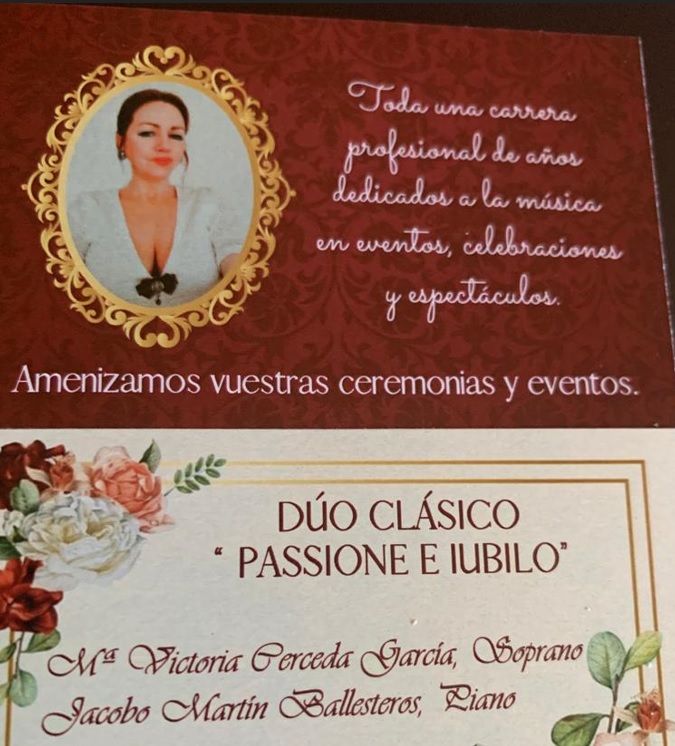 Toda una carrera
profesional de años
dedicados a la música
en eventos, celebraciones
y espectáculos.
Amenizamos vuestras ceremonias y eventos.
DÚO CLÁSICO
“ PASSIONE E IUBILO”
Mª Victoria Cerceda García, Soprano
Jacobo Martín Ballesteros, Piano